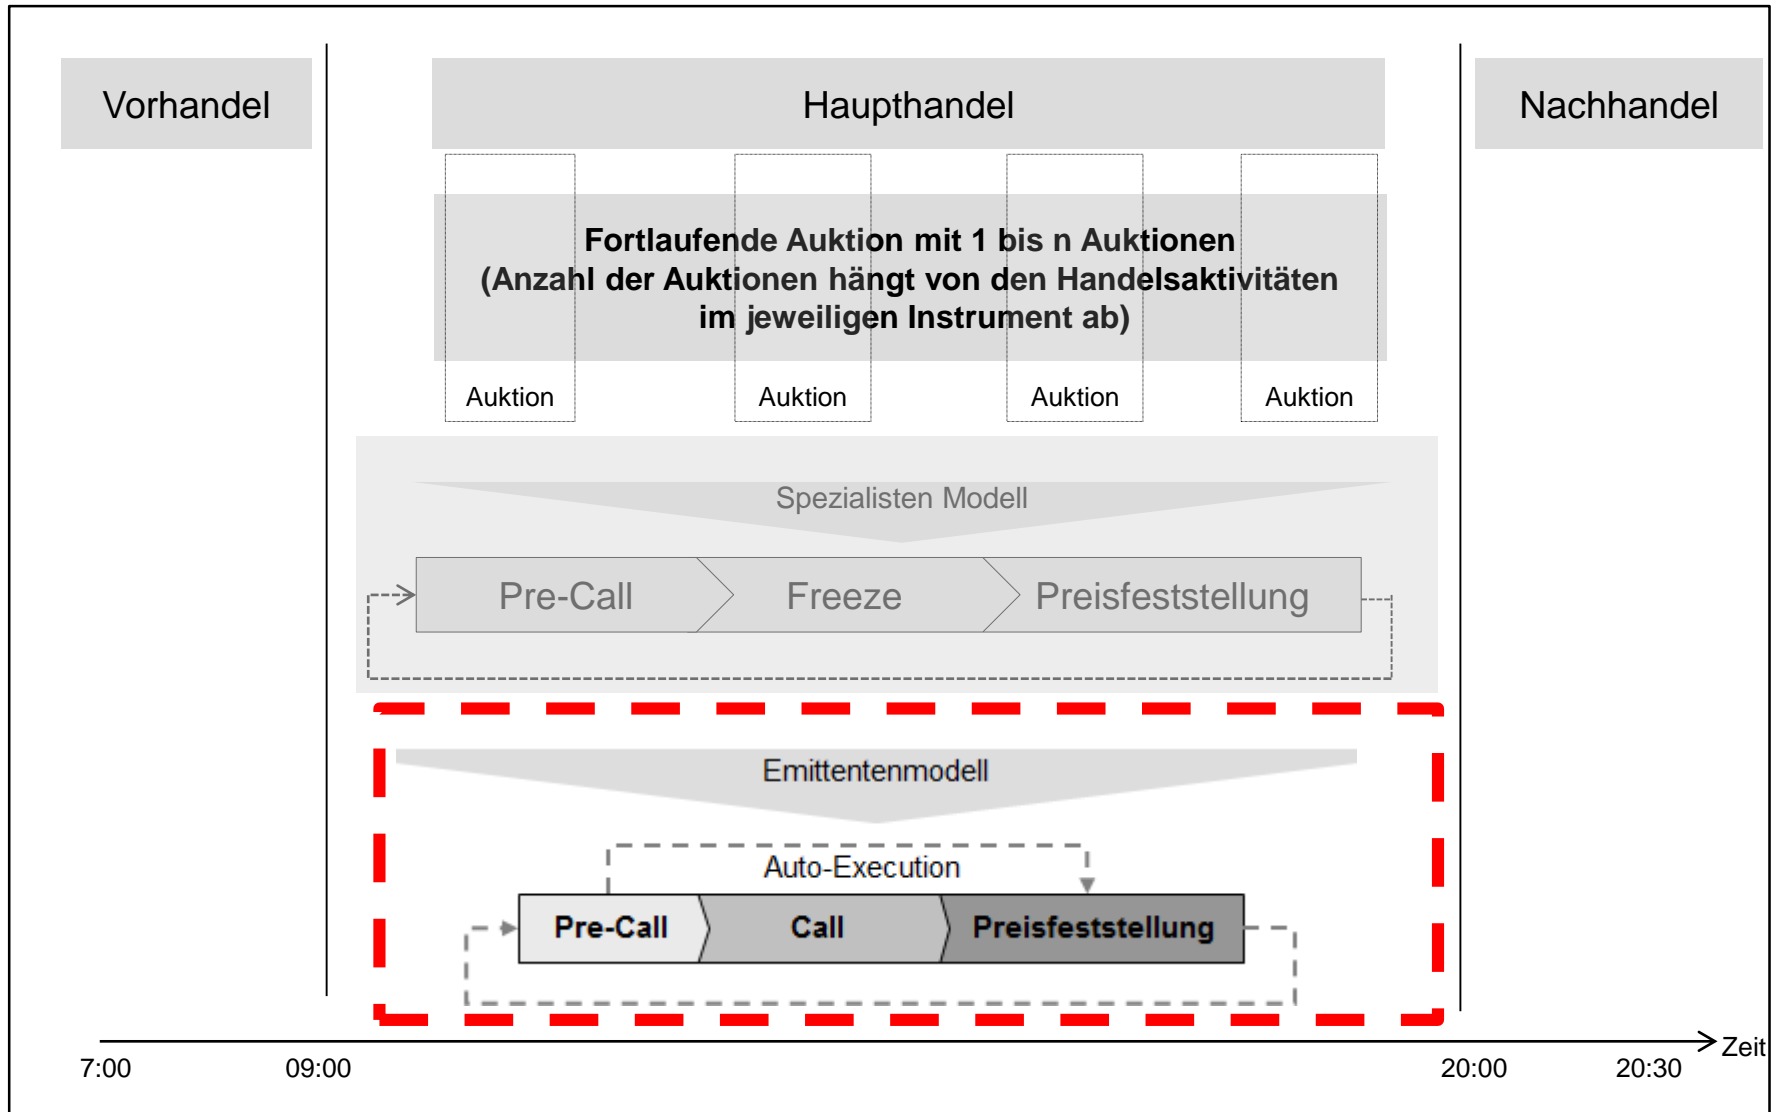 Vorhandel
Haupthandel
Nachhandel
Fortlaufende Auktion mit 1 bis n Auktionen
(Anzahl der Auktionen hängt von den Handelsaktivitäten
im jeweiligen Instrument ab)
Auktion
Auktion
Auktion
Auktion
Spezialisten Modell
Pre-Call
Freeze
Preisfeststellung
Emittentenmodell
Auto-Execution
Pre-Call
Call
Preisfeststellung
Zeit
7:00
09:00
20:00
20:30